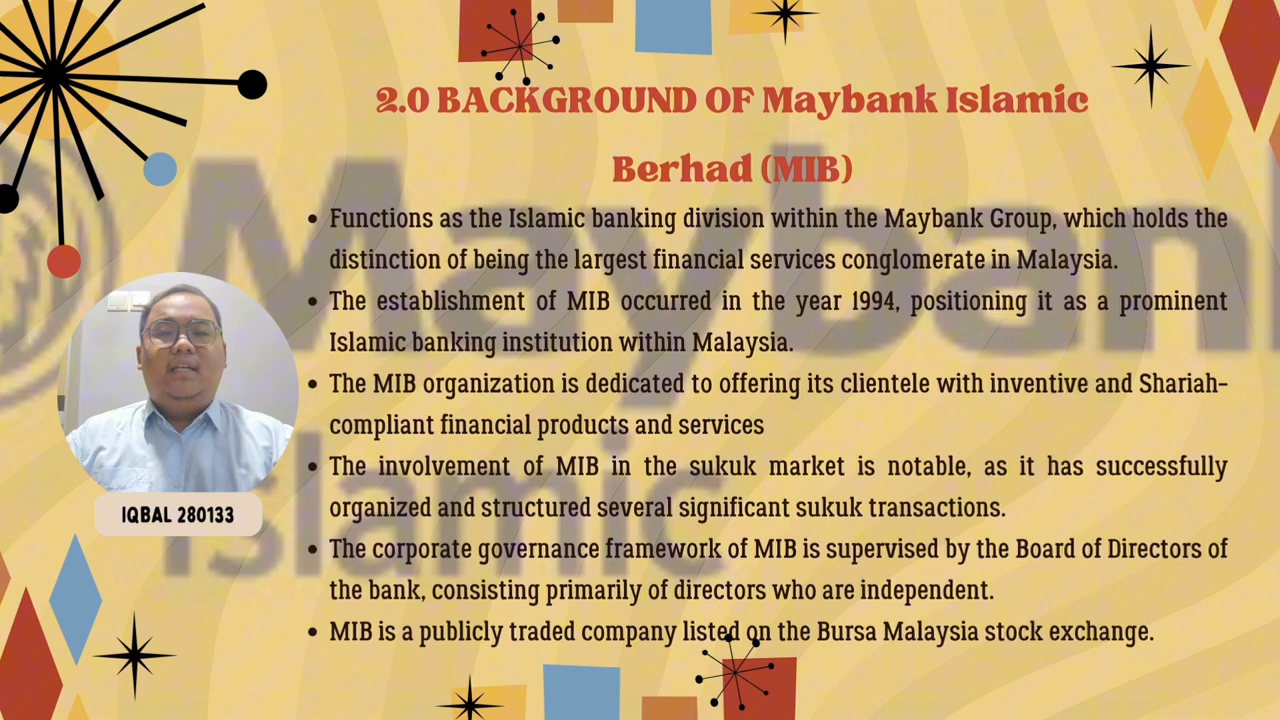 2.0 BACKGROUND OF Maybank Islamic
Berhad (MIB)
Maybank
Islamic
Functions as the Islamic banking division within the Maybank Group, which holds the
distinction of being the largest financial services conglomerate in Malaysia.
The establishment of MIB occurred in the year 1994, positioning it as a prominent
Islamic banking institution within Malaysia.
The MIB organization is dedicated to offering its clientele with inventive and Shariah-
compliant financial products and services
The involvement of MIB in the sukuk market is notable, as it has successfully
organized and structured several significant sukuk transactions.
The corporate governance framework of MIB is supervised by the Board of Directors of
the bank, consisting primarily of directors who are independent.
MIB is a publicly traded company listed on the Bursa Malaysia stock exchange.
IQBAL 280133